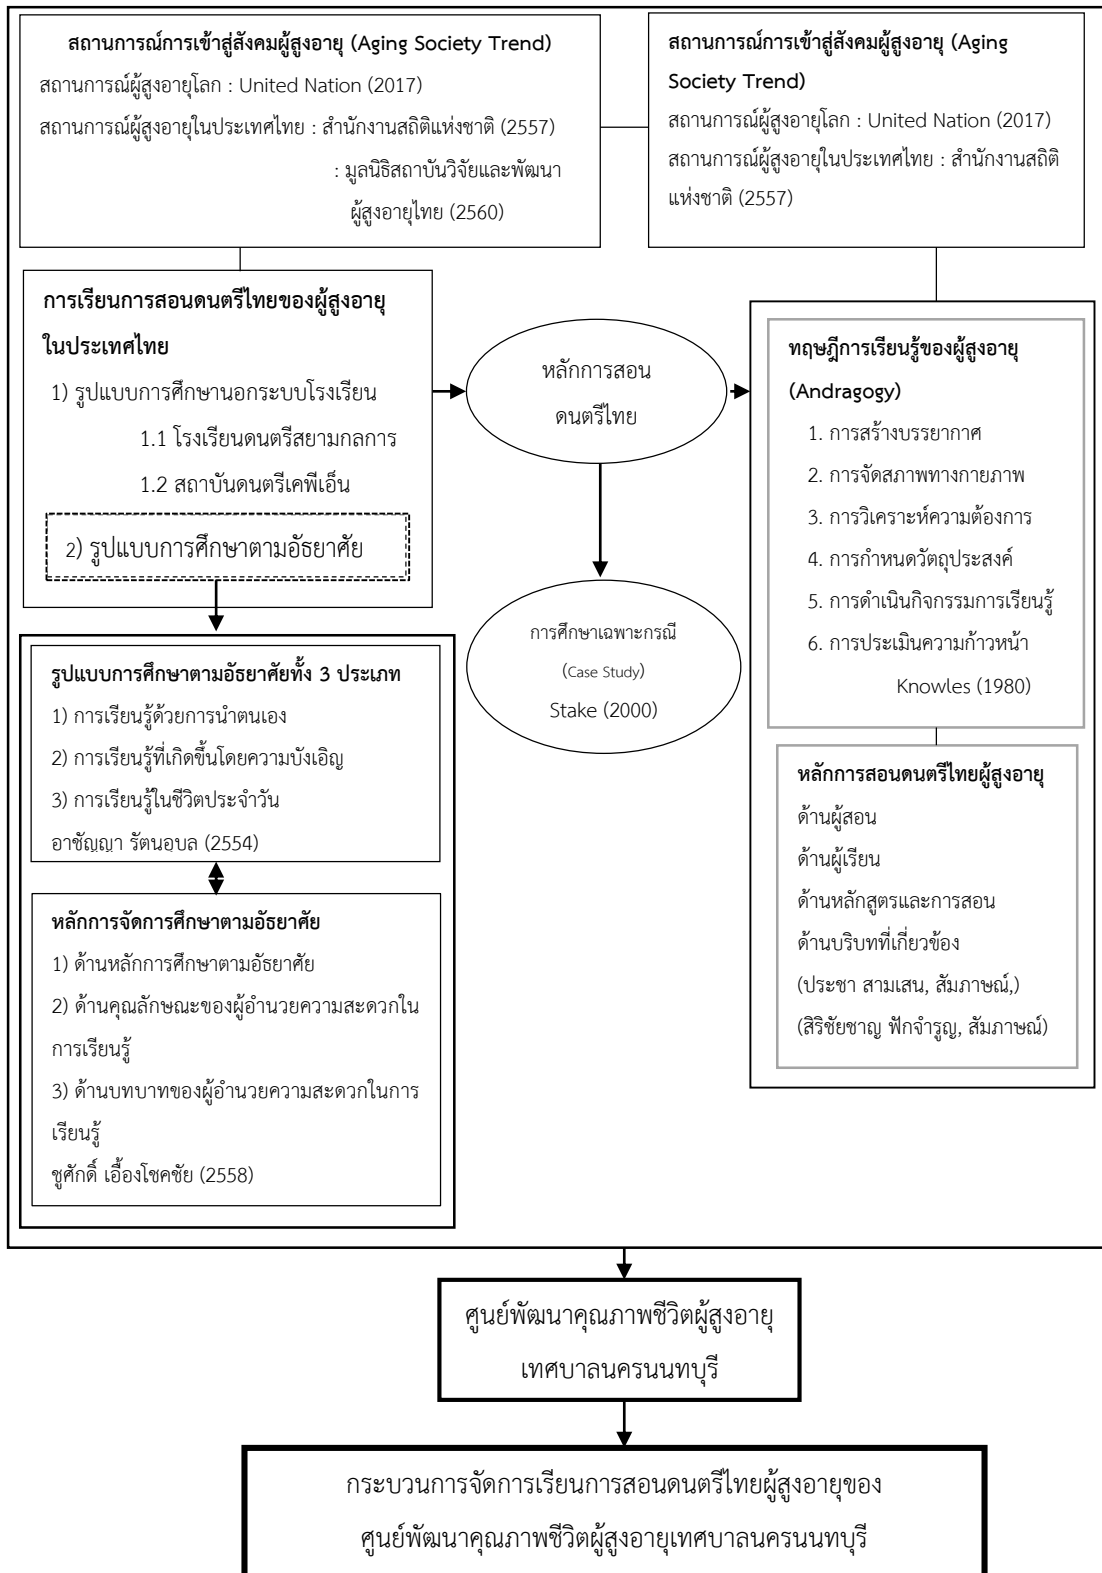 สถานการณ์การเข้าสู่สังคมผู้สูงอายุ (Aging Society Trend)
สถานการณ์ผู้สูงอายุโลก : United Nation (2017)
สถานการณ์ผู้สูงอายุในประเทศไทย : สำนักงานสถิติแห่งชาติ (2557)
: มูลนิธิสถาบันวิจัยและพัฒนา
ผู้สูงอายุไทย (2560)
สถานการณ์การเข้าสู่สังคมผู้สูงอายุ (Aging
Society Trend)
สถานการณ์ผู้สูงอายุโลก : United Nation (2017)
สถานการณ์ผู้สูงอายุในประเทศไทย : สำนักงานสถิติ
แห่งชาติ (2557)
การเรียนการสอนดนตรีไทยของผู้สูงอายุ
ในประเทศไทย
1) รูปแบบการศึกษานอกระบบโรงเรียน
1.1 โรงเรียนดนตรีสยามกลการ
1.2 สถาบันดนตรีเคพีเอ็น
2) รูปแบบการศึกษาตามอัธยาศัย
หลักการสอน
ดนตรีไทย
การศึกษาเฉพาะกรณี
(Case Study)
Stake (2000)
ทฤษฎีการเรียนรู้ของผู้สูงอายุ
(Andragogy)
1. การสร้างบรรยากาศ
2. การจัดสภาพทางกายภาพ
3. การวิเคราะห์ความต้องการ
4. การกำหนดวัตถุประสงค์
5. การดำเนินกิจกรรมการเรียนรู้
6. การประเมินความก้าวหน้า
Knowles (1980)
รูปแบบการศึกษาตามอัธยาศัยทั้ง 3 ประเภท
1) การเรียนรู้ด้วยการนำตนเอง
2) การเรียนรู้ที่เกิดขึ้นโดยความบังเอิญ
3) การเรียนรู้ในชีวิตประจำวัน
อาชัญญา รัตนอุบล (2554)
หลักการจัดการศึกษาตามอัธยาศัย
1) ด้านหลักการศึกษาตามอัธยาศัย
2) ด้านคุณลักษณะของผู้อำนวยความสะดวกใน
การเรียนรู้
3) ด้านบทบาทของผู้อำนวยความสะดวกในการ
เรียนรู้
ชูศักดิ์ เอื้องโชคชัย (2558)
หลักการสอนดนตรีไทยผู้สูงอายุ
ด้านผู้สอน
ด้านผู้เรียน
ด้านหลักสูตรและการสอน
ด้านบริบทที่เกี่ยวข้อง
(ประชา สามเสน, สัมภาษณ์,)
(สิริชัยชาญ ฟักจำรูญ, สัมภาษณ์)
ศูนย์พัฒนาคุณภาพชีวิตผู้สูงอายุ
เทศบาลนครนนทบุรี
กระบวนการจัดการเรียนการสอนดนตรีไทยผู้สูงอายุของ
ศูนย์พัฒนาคุณภาพชีวิตผู้สูงอายุเทศบาลนครนนทบุรี